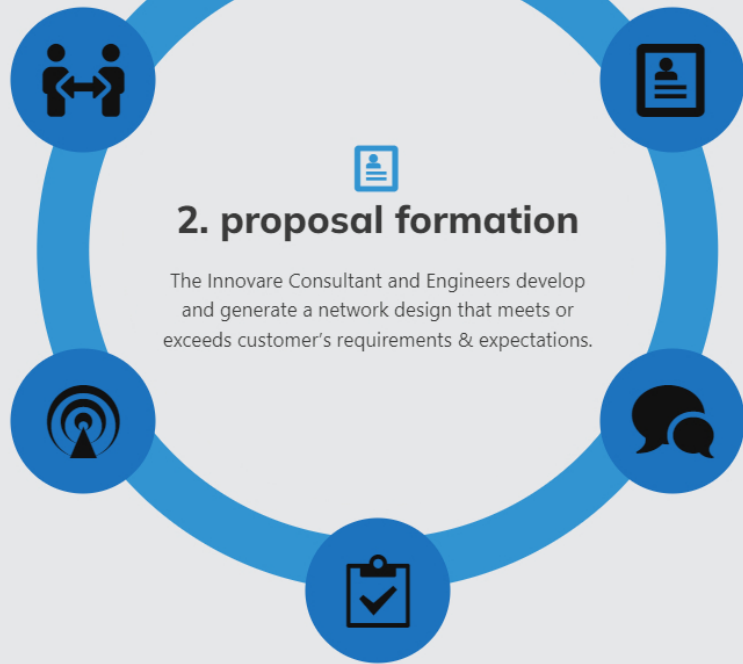 2. proposal formation
The Innovare Consultant and Engineers develop
and generate a network design that meets or
exceeds customer’s requirements & expectations.